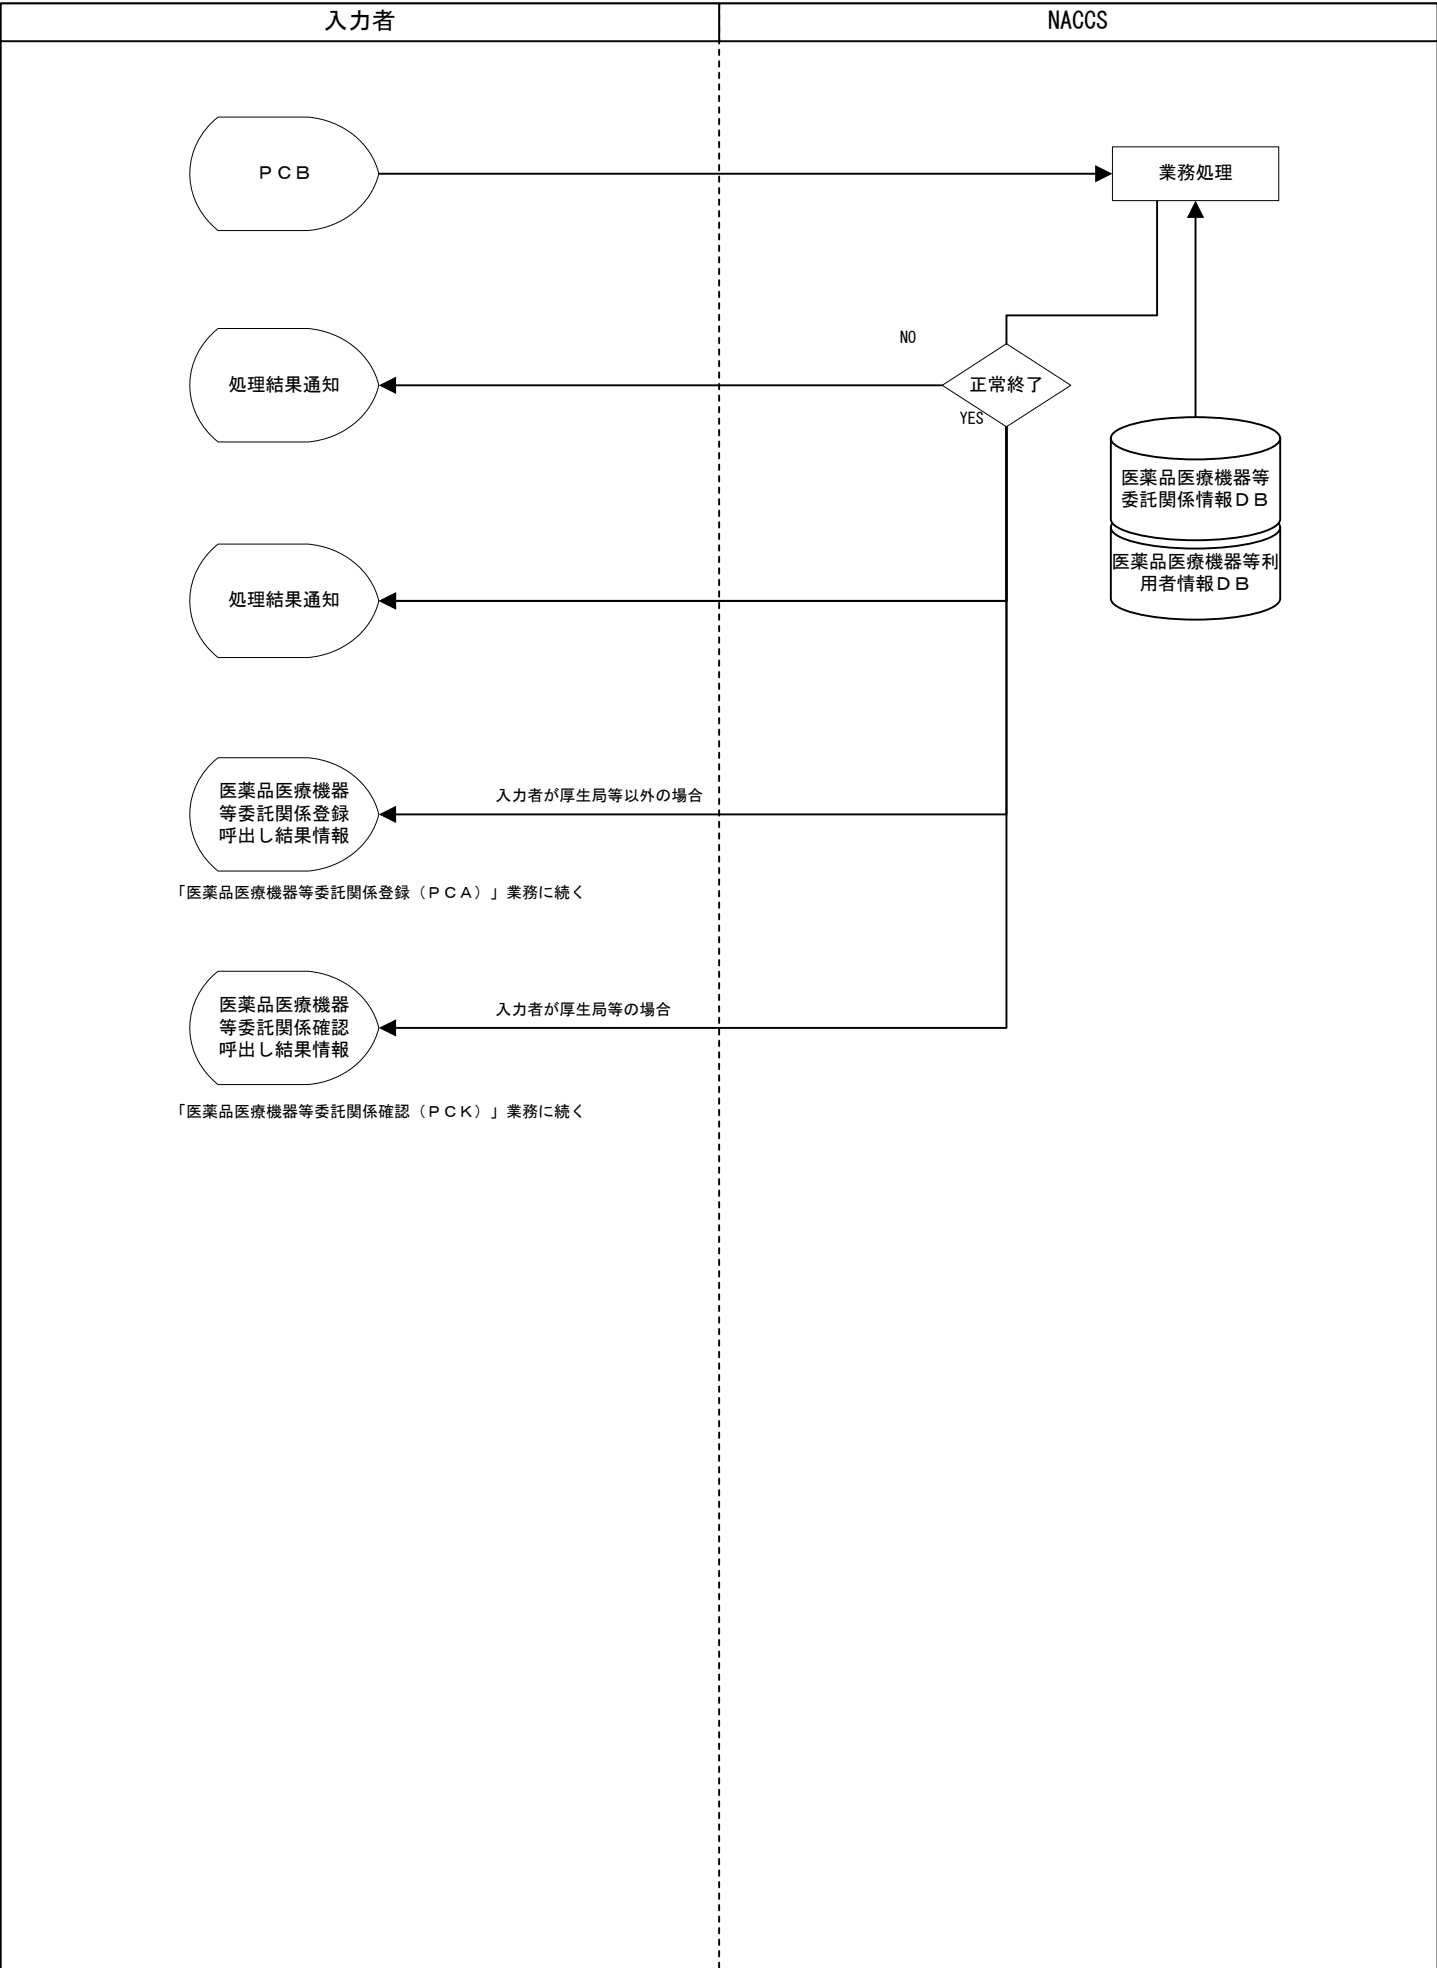 入力者
NACCS
ＰＣＢ
業務処理
NO
処理結果通知
正常終了
YES
医薬品医療機器等
委託関係情報ＤＢ
医薬品医療機器等利
用者情報ＤＢ
処理結果通知
医薬品医療機器
等委託関係登録
呼出し結果情報
入力者が厚生局等以外の場合
「医薬品医療機器等委託関係登録（ＰＣＡ）」業務に続く
医薬品医療機器
等委託関係確認
呼出し結果情報
入力者が厚生局等の場合
「医薬品医療機器等委託関係確認（ＰＣＫ）」業務に続く